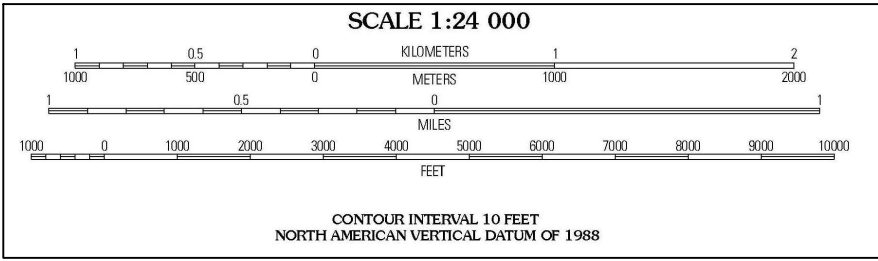 SCALE 1:24 000
1 0.5 0 KILOMETERS 1 2
1000 500 0 METERS 1000 2000
1 0.5 0 1
MILES
1000 0 1000 2000 3000 4000 5000 6000 7000 8000 9000 10000
FEET
CONTOUR INTERVAL 10 FEET
NORTH AMERICAN VERTICAL DATUM OF 1988